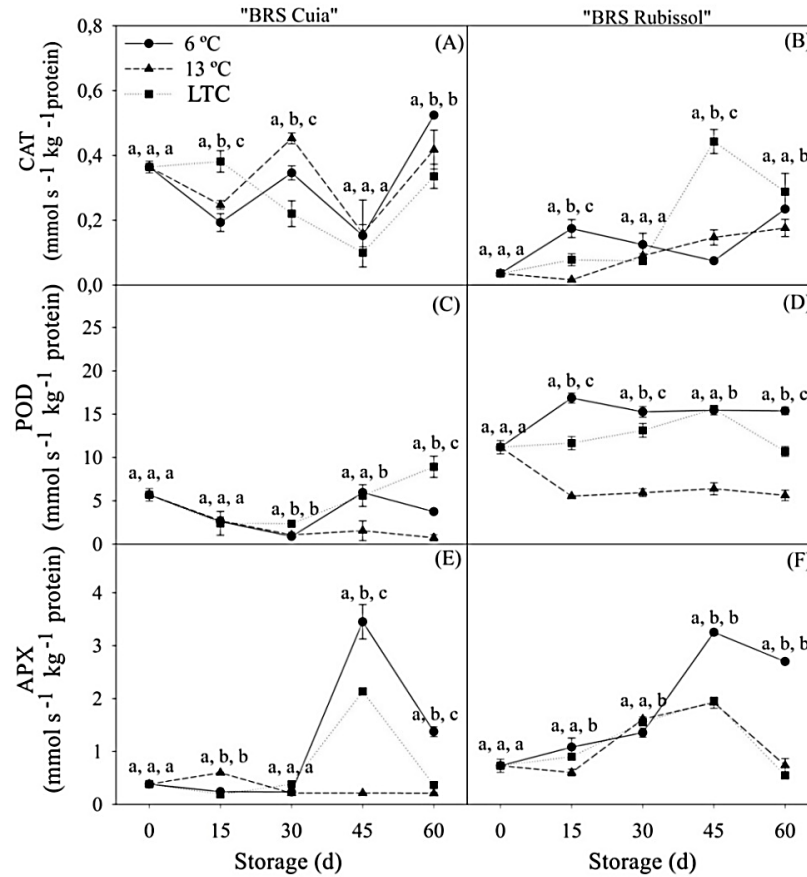 "BRS Cuia" "BRS Rubissol"
0,8 (A) (B)
6 ºC
13 ºC
LTC
0,6
a, b, c a, b, b a, b, c
a, a, a a, b, c a, a, b
0,4
CAT
(mmol s -1 kg -1 protein)
a, a, a a, b, c a, a, a
0,2
a, a, a
0,0
(C) (D)
25
20
a, b, c a, b, c a, a, b a, b, c
15
a, a, a
POD
(mmol s -1 kg -1 protein)
10
a, b, c
a, a, a a, a, b
5
a, a, a a, b, b
0
(E) (F)
4
a, b, c
a, b, b
3
a, b, b
APX
(mmol s -1 kg -1 protein)
2
a, b, c a, a, b
1
a, a, a a, b, b a, a, a a, a, a a, a, b
0
0 15 30 45 60 0 15 30 45 60
Storage (d) Storage (d)